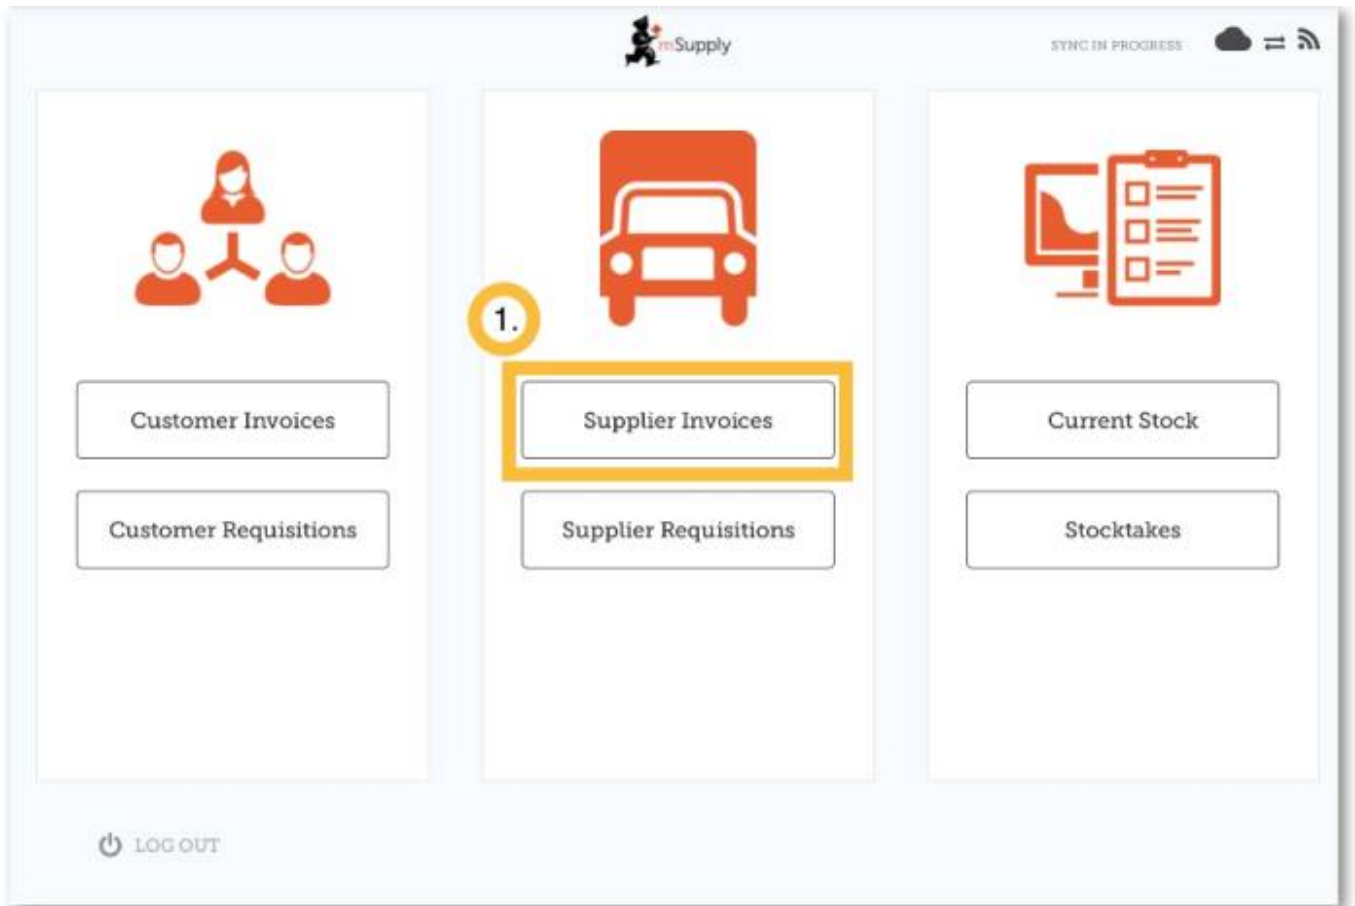 mSupply
SYNC IN PROGRESS
1.
Customer Invoices
Supplier Invoices
Current Stock
Customer Requisitions
Supplier Requisitions
Stocktakes
LOG OUT